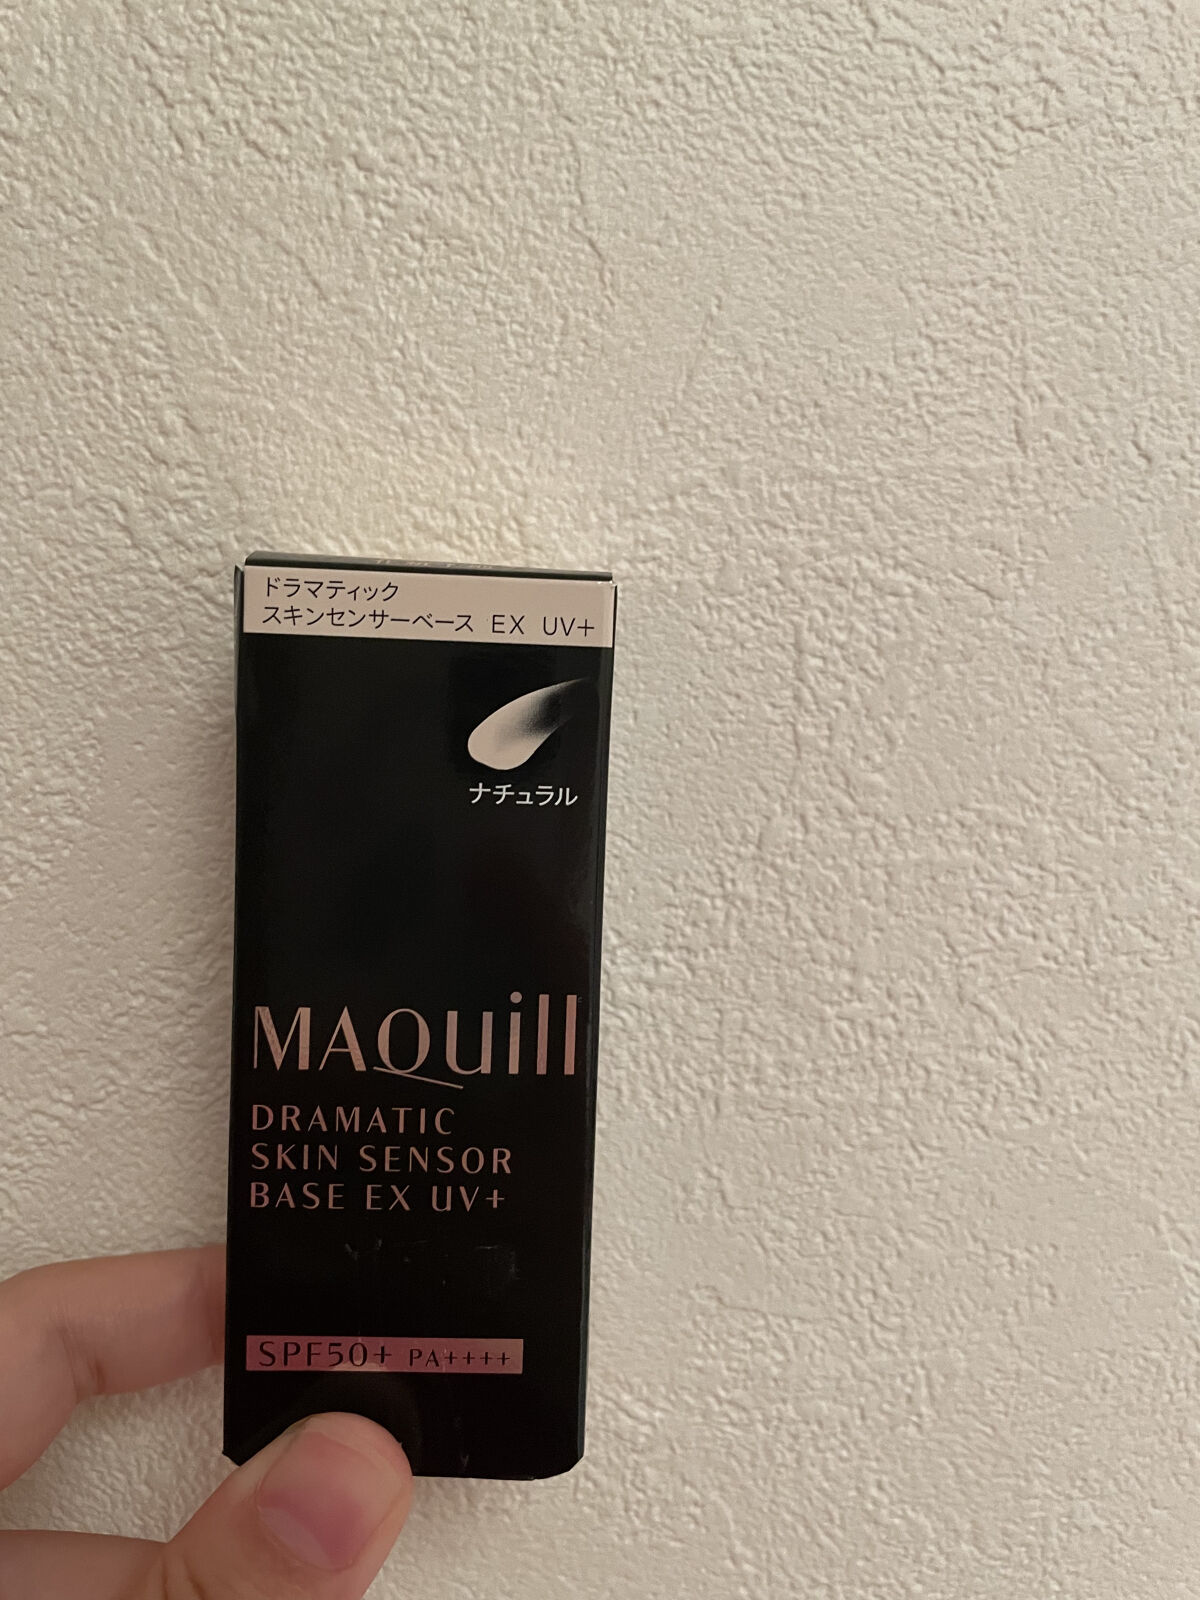 ドラマティック
スキンセンサーベース EX UV+
ナチュラル
MAQuill
DRAMATIC
SKIN SENSOR
BASE EX UV+
SPF50+ PA++++